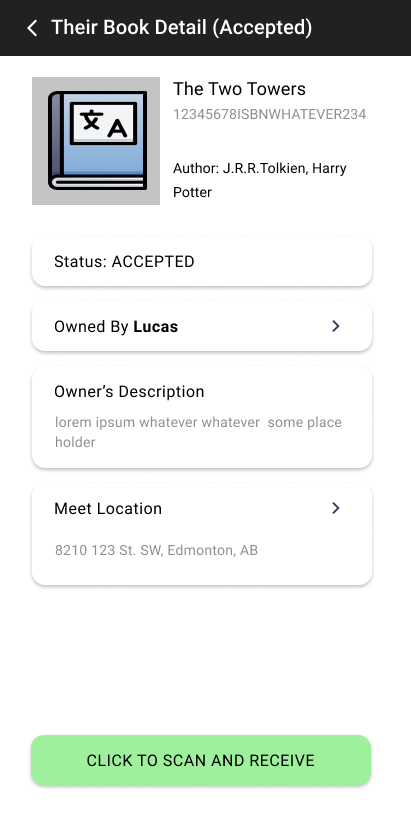 Their Book Detail (Accepted)
文 A
The Two Towers
12345678ISBNWHATEVER234
Author: J.R.R.Tolkien, Harry
Potter
Status: ACCEPTED
Owned By Lucas
Owner’s Description
lorem ipsum whatever whatever  some place
holder
Meet Location
8210 123 St. SW, Edmonton, AB
CLICK TO SCAN AND RECEIVE